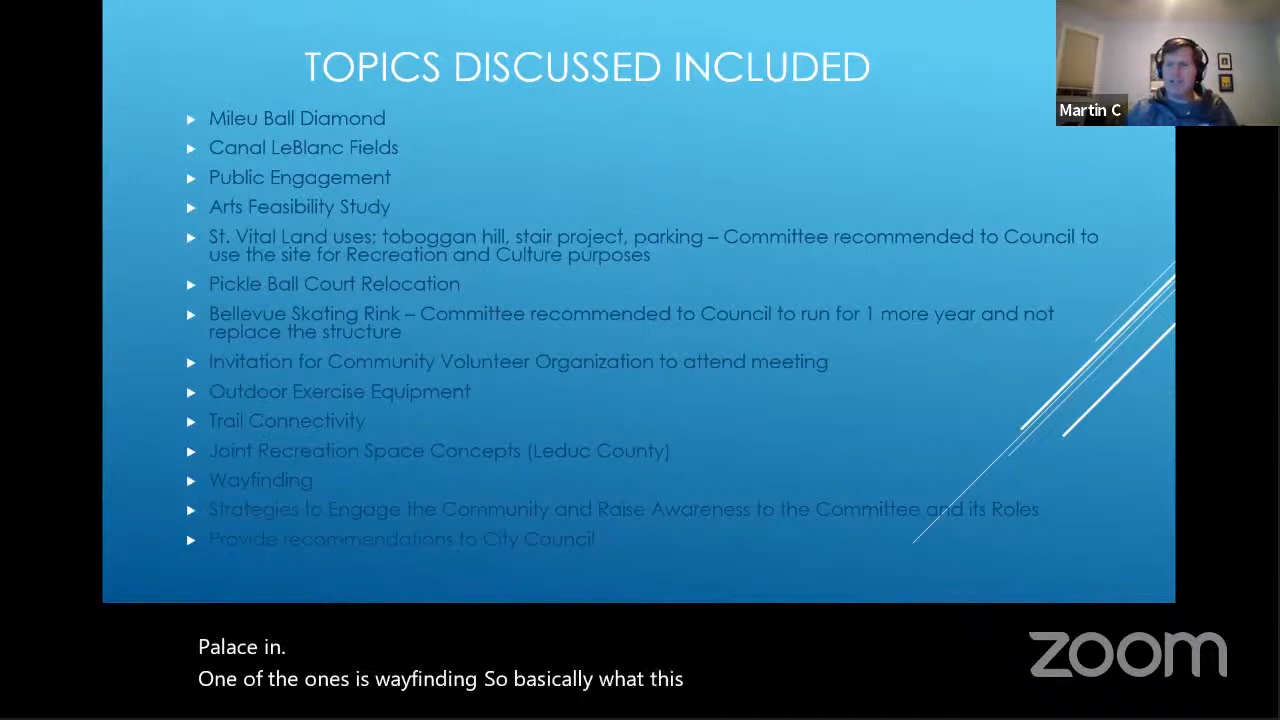 TOPICS DISCUSSED INCLUDED
Martin C
Mileu Ball Diamond
Canal LeBlanc Fields
Public Engagement
Arts Feasibility Study
St. Vital Land uses; toboggan hill, stair project, parking – Committee recommended to Council to
use the site for Recreation and Culture purposes
Pickle Ball Court Relocation
Bellevue Skating Rink – Committee recommended to Council to run for 1 more year and not
replace the structure
Invitation for Community Volunteer Organization to attend meeting
Outdoor Exercise Equipment
Trail Connectivity
Joint Recreation Space Concepts (Leduc County)
Wayfinding
Strategies to Engage the Community and Raise Awareness to the Committee and its Roles
Provide recommendations to City Council
Palace in.
One of the ones is wayfinding So basically what this
zoom